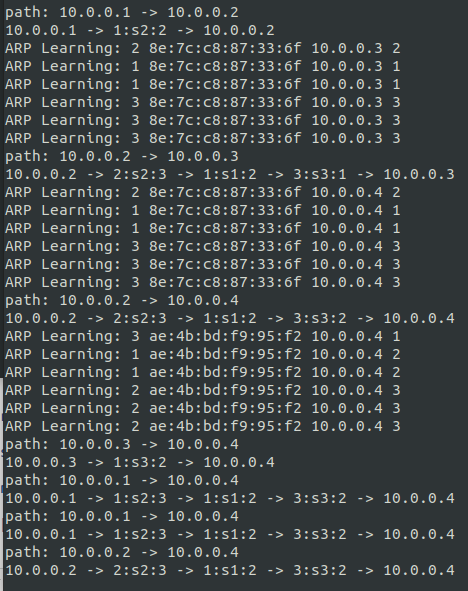 path: 10.0.0.1 -> 10.0.0.2
10.0.0.1 -> 1:s2:2 -> 10.0.0.2
ARP Learning: 2 8e:7c:c8:87:33:6f 10.0.0.3 2
ARP Learning: 1 8e:7c:c8:87:33:6f 10.0.0.3 1
ARP Learning: 1 8e:7c:c8:87:33:6f 10.0.0.3 1
ARP Learning: 3 8e:7c:c8:87:33:6f 10.0.0.3 3
ARP Learning: 3 8e:7c:c8:87:33:6f 10.0.0.3 3
ARP Learning: 3 8e:7c:c8:87:33:6f 10.0.0.3 3
path: 10.0.0.2 -> 10.0.0.3
10.0.0.2 -> 2:s2:3 -> 1:s1:2 -> 3:s3:1 -> 10.0.0.3
ARP Learning: 2 8e:7c:c8:87:33:6f 10.0.0.4 2
ARP Learning: 1 8e:7c:c8:87:33:6f 10.0.0.4 1
ARP Learning: 1 8e:7c:c8:87:33:6f 10.0.0.4 1
ARP Learning: 3 8e:7c:c8:87:33:6f 10.0.0.4 3
ARP Learning: 3 8e:7c:c8:87:33:6f 10.0.0.4 3
ARP Learning: 3 8e:7c:c8:87:33:6f 10.0.0.4 3
path: 10.0.0.2 -> 10.0.0.4
10.0.0.2 -> 2:s2:3 -> 1:s1:2 -> 3:s3:2 -> 10.0.0.4
ARP Learning: 3 ae:4b:bd:f9:95:f2 10.0.0.4 1
ARP Learning: 1 ae:4b:bd:f9:95:f2 10.0.0.4 2
ARP Learning: 1 ae:4b:bd:f9:95:f2 10.0.0.4 2
ARP Learning: 2 ae:4b:bd:f9:95:f2 10.0.0.4 3
ARP Learning: 2 ae:4b:bd:f9:95:f2 10.0.0.4 3
ARP Learning: 2 ae:4b:bd:f9:95:f2 10.0.0.4 3
path: 10.0.0.3 -> 10.0.0.4
10.0.0.3 -> 1:s3:2 -> 10.0.0.4
path: 10.0.0.1 -> 10.0.0.4
10.0.0.1 -> 1:s2:3 -> 1:s1:2 -> 3:s3:2 -> 10.0.0.4
path: 10.0.0.1 -> 10.0.0.4
10.0.0.1 -> 1:s2:3 -> 1:s1:2 -> 3:s3:2 -> 10.0.0.4
path: 10.0.0.2 -> 10.0.0.4
10.0.0.2 -> 2:s2:3 -> 1:s1:2 -> 3:s3:2 -> 10.0.0.4